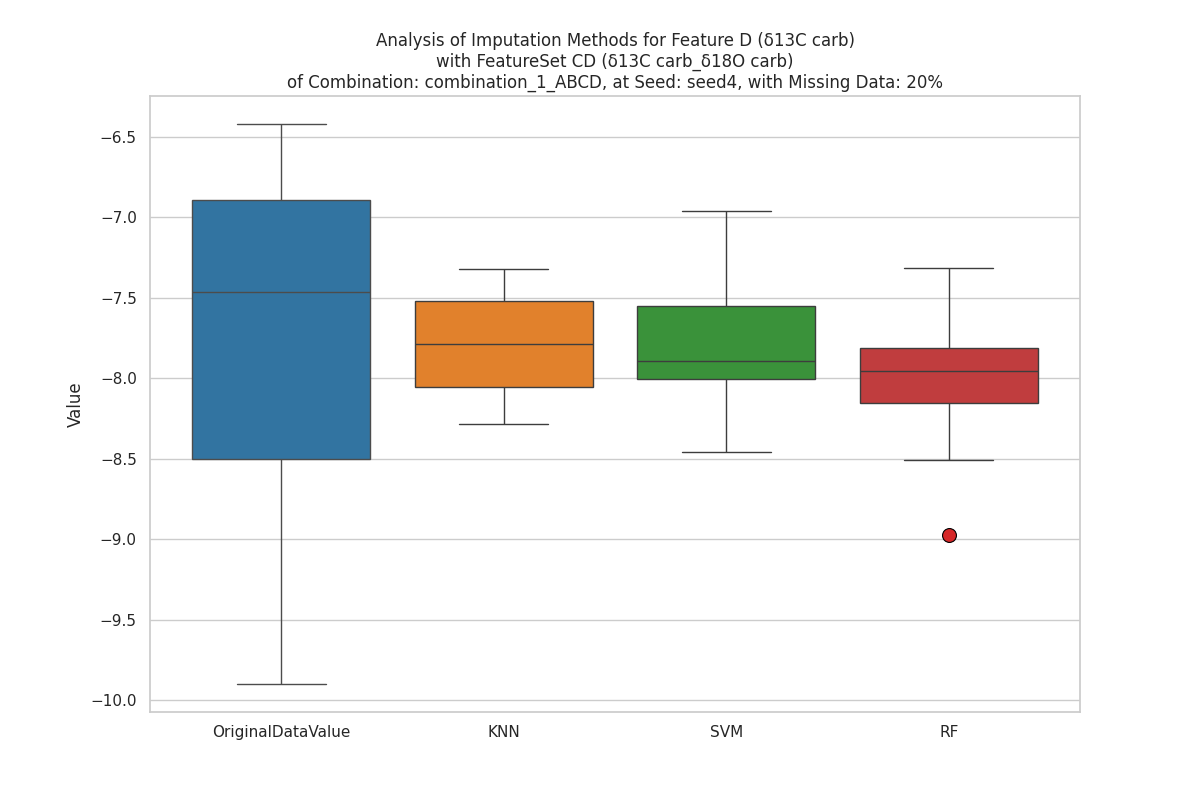 Analysis of Imputation Methods for Feature D (δ13C carb)
with FeatureSet CD (δ13C carb_δ18O carb)
of Combination: combination_1_ABCD, at Seed: seed4, with Missing Data: 20%
Value
−6.5
−7.0
−7.5
−8.0
−8.5
−9.0
−9.5
−10.0
OriginalDataValue
KNN
SVM
RF